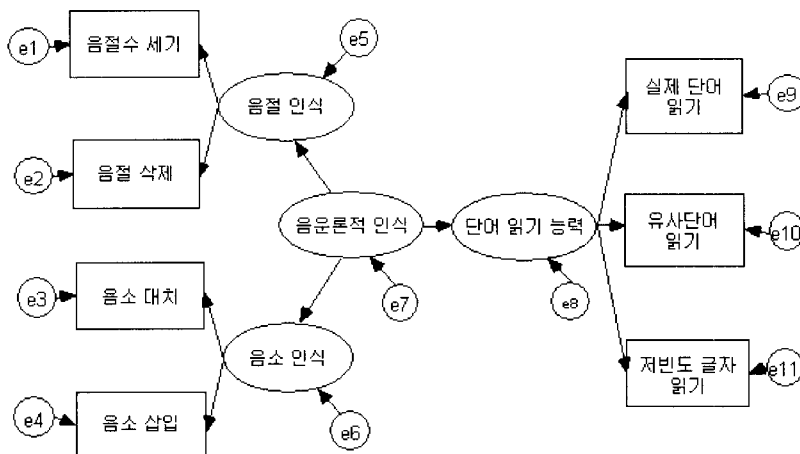 e1
음절수 세기
e5
음절 인식
e2
음절 삭제
음운론적 인식
e7
e3
음소 대치
음소 인식
e4
음소 삽입
e6
단어 읽기 능력
e8
실제 단어
읽기
e9
유사단어
읽기
e10
저빈도 글자
읽기
e11